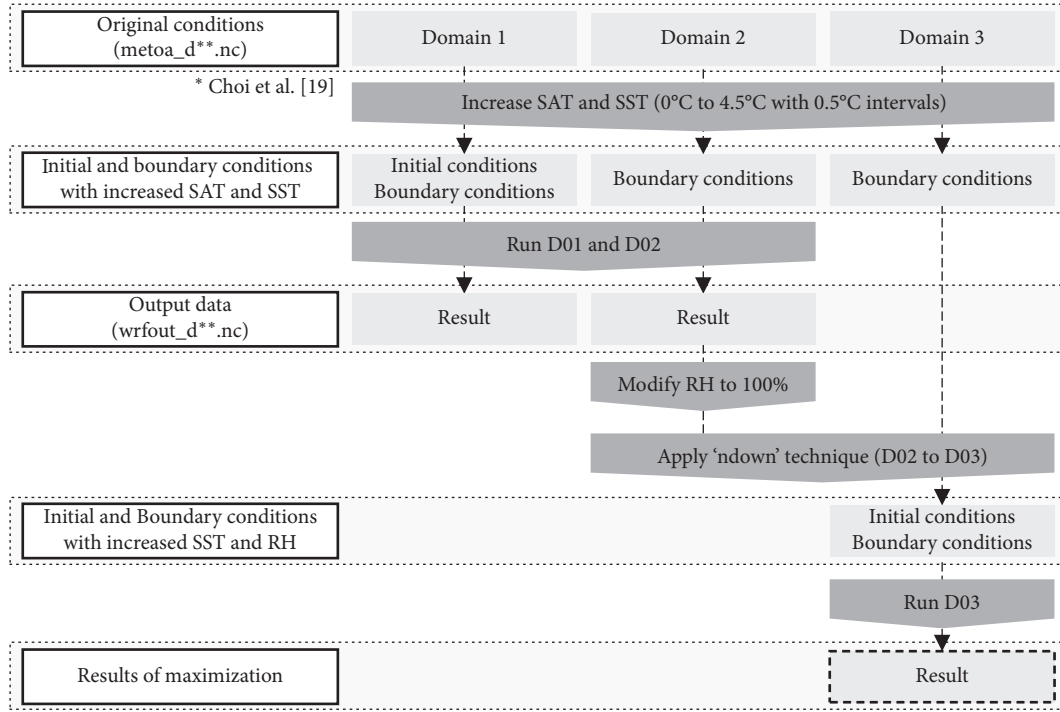 Original conditions
(metoa_d**.nc)
Domain 1
Domain 2
Domain 3
* Choi et al. [19]
Increase SAT and SST (0°C to 4.5°C with 0.5°C intervals)
Initial and boundary conditions
with increased SAT and SST
Initial conditions
Boundary conditions
Boundary conditions
Boundary conditions
Run D01 and D02
Output data
(wrfout_d**.nc)
Result
Result
Modify RH to 100%
Apply ‘ndown’ technique (D02 to D03)
Initial and Boundary conditions
with increased SST and RH
Initial conditions
Boundary conditions
Run D03
Results of maximization
Result